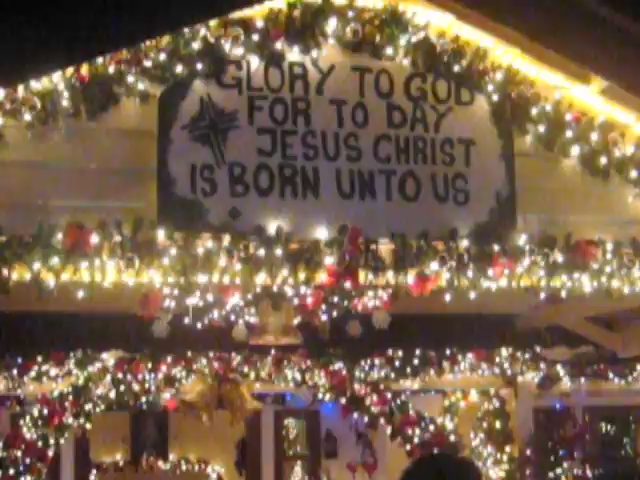 GLORY TO GOD
FOR TO DAY
JESUS CHRIST
IS BORN UNTO US